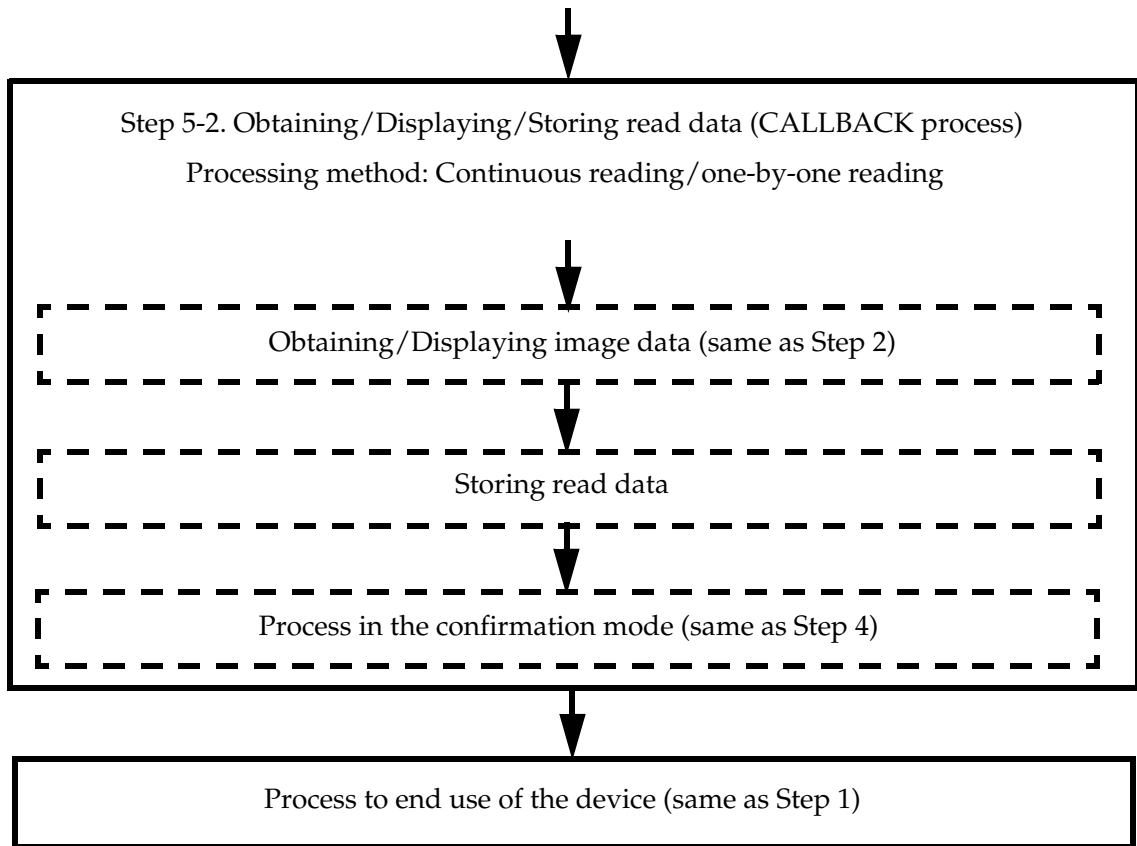 Step 5-2. Obtaining/Displaying/Storing read data (CALLBACK process)
Processing method: Continuous reading/one-by-one reading
Obtaining/Displaying image data (same as Step 2)
Storing read data
Process in the confirmation mode (same as Step 4)
Process to end use of the device (same as Step 1)